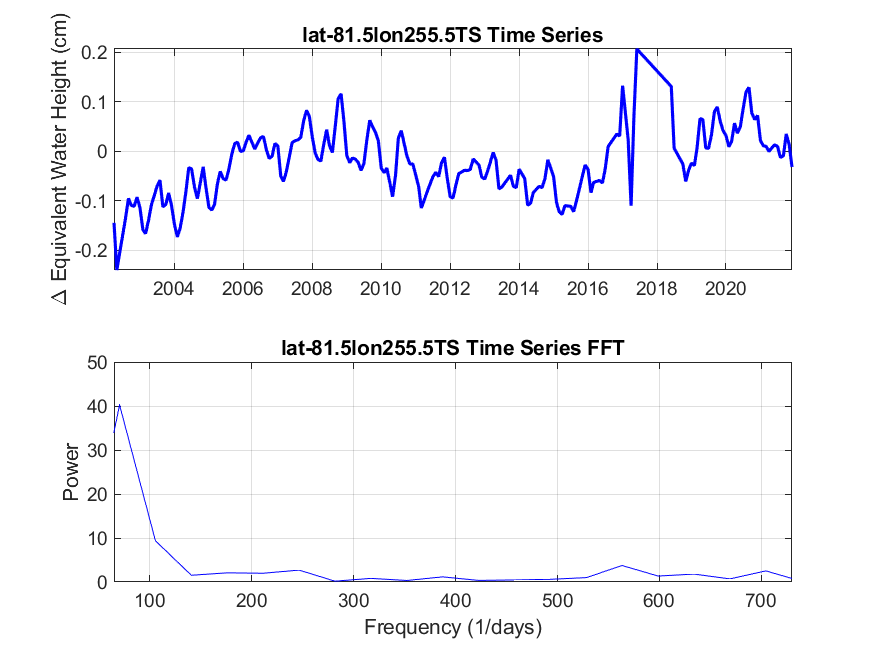 lat-81.5lon255.5TS Time Series
Δ Equivalent Water Height (cm)
0.2
0.1
0
-0.1
-0.2
2004 2006 2008 2010 2012 2014 2016 2018 2020
lat-81.5lon255.5TS Time Series FFT
Power
50
40
30
20
10
0
100 200 300 400 500 600 700
Frequency (1/days)